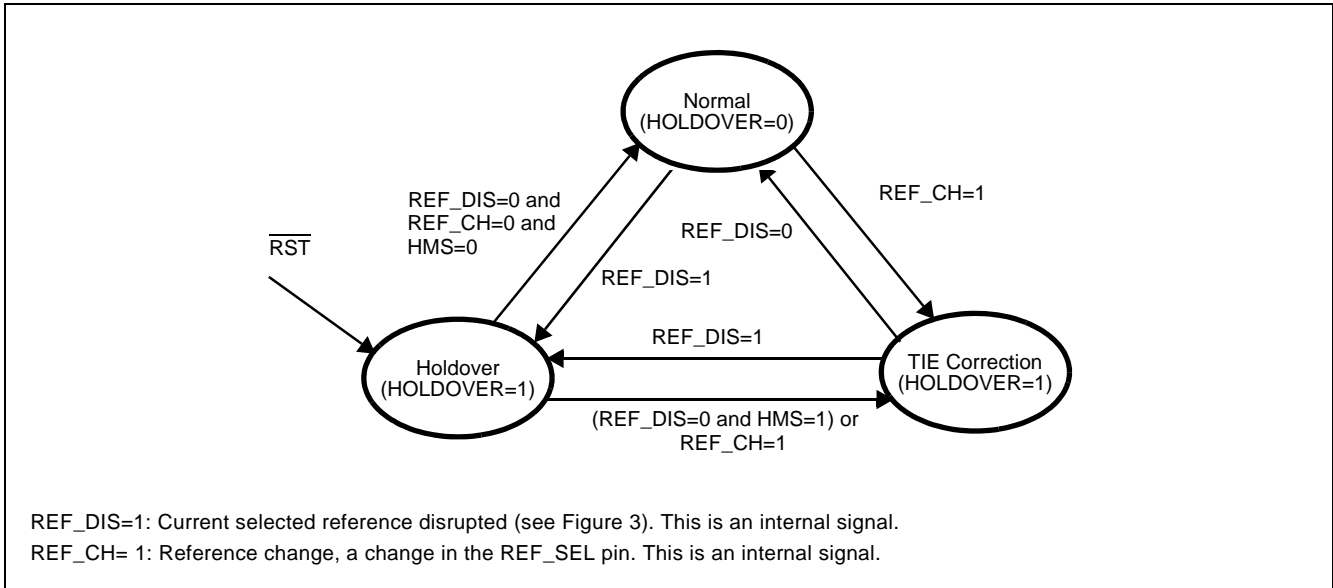 Normal
(HOLDOVER=0)
REF_DIS=0 and
REF_CH=0 and
HMS=0
REF_CH=1
REF_DIS=0
RST
REF_DIS=1
REF_DIS=1
Holdover
(HOLDOVER=1)
TIE Correction
(HOLDOVER=1)
(REF_DIS=0 and HMS=1) or
REF_CH=1
REF_DIS=1: Current selected reference disrupted (see Figure 3). This is an internal signal.
REF_CH= 1: Reference change, a change in the REF_SEL pin. This is an internal signal.